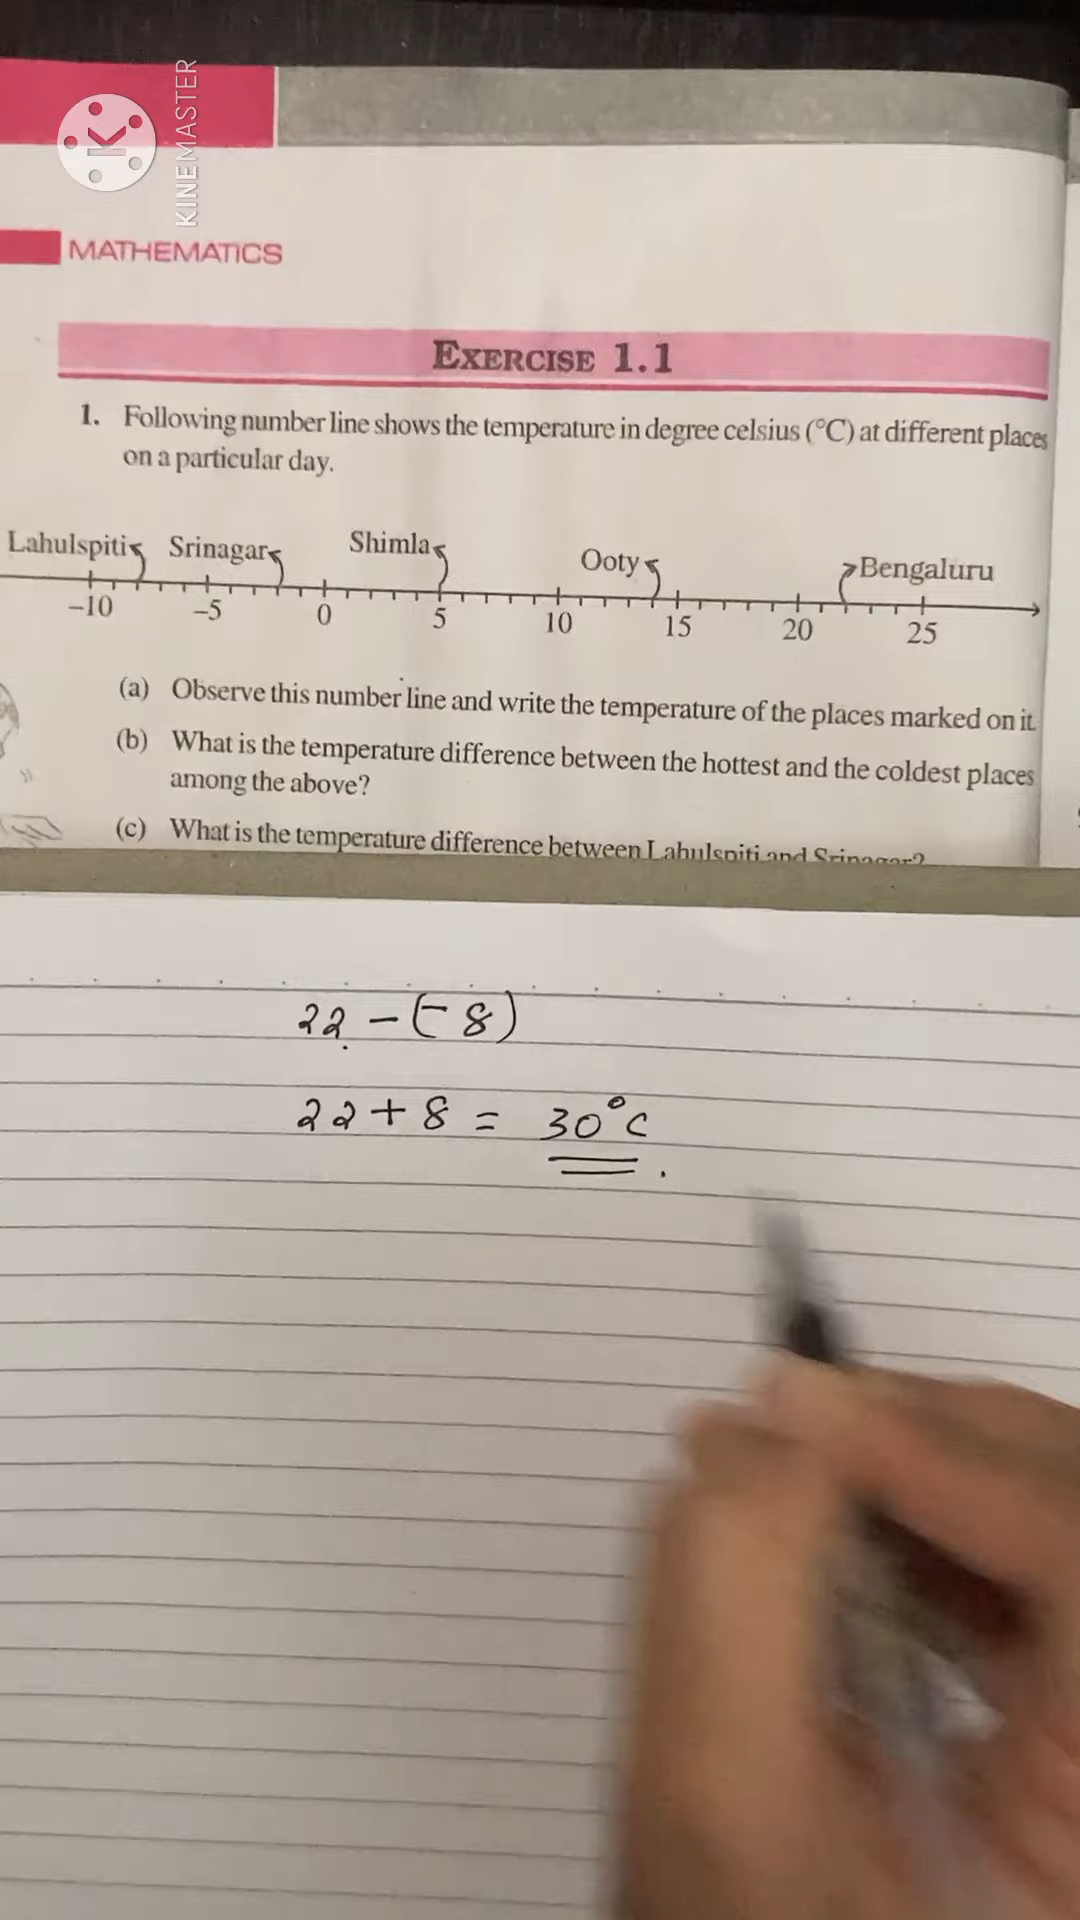 KINEMASTER
MATHEMATICS
EXERCISE 1.1
1. Following number line shows the temperature in degree celsius (°C) at different places
on a particular day.
Lahulspiti Srinagar Shimla Ooty Bengaluru
–10 –5 0 5 10 15 20 25
(a) Observe this number line and write the temperature of the places marked on it.
(b) What is the temperature difference between the hottest and the coldest places
among the above?
(c) What is the temperature difference between Lahulspiti and Srinagar?
22 – (– 8)
22 + 8 = 30°C.